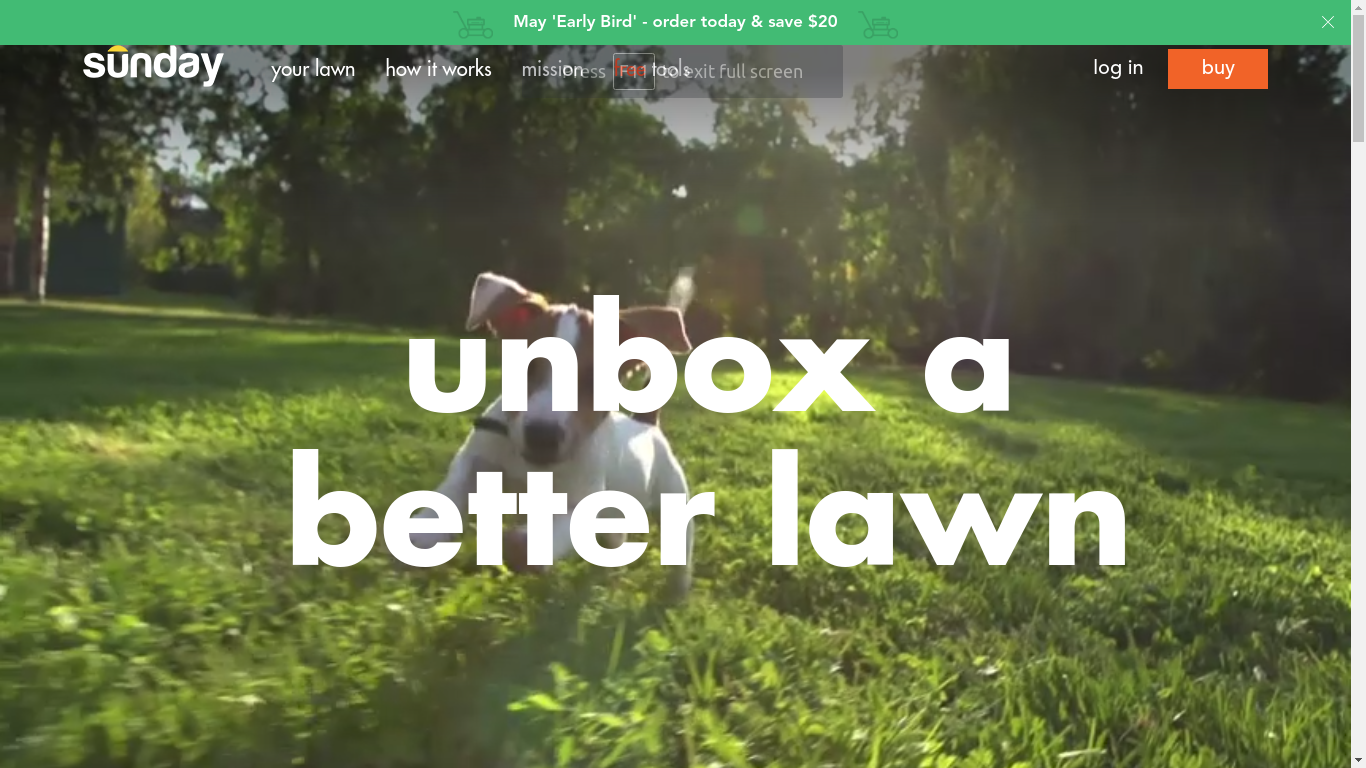 May 'Early Bird' - order today & save $20
sunday
your lawn
how it works
mission
free tools
Press F11 to exit full screen
log in
buy
unbox a
better lawn